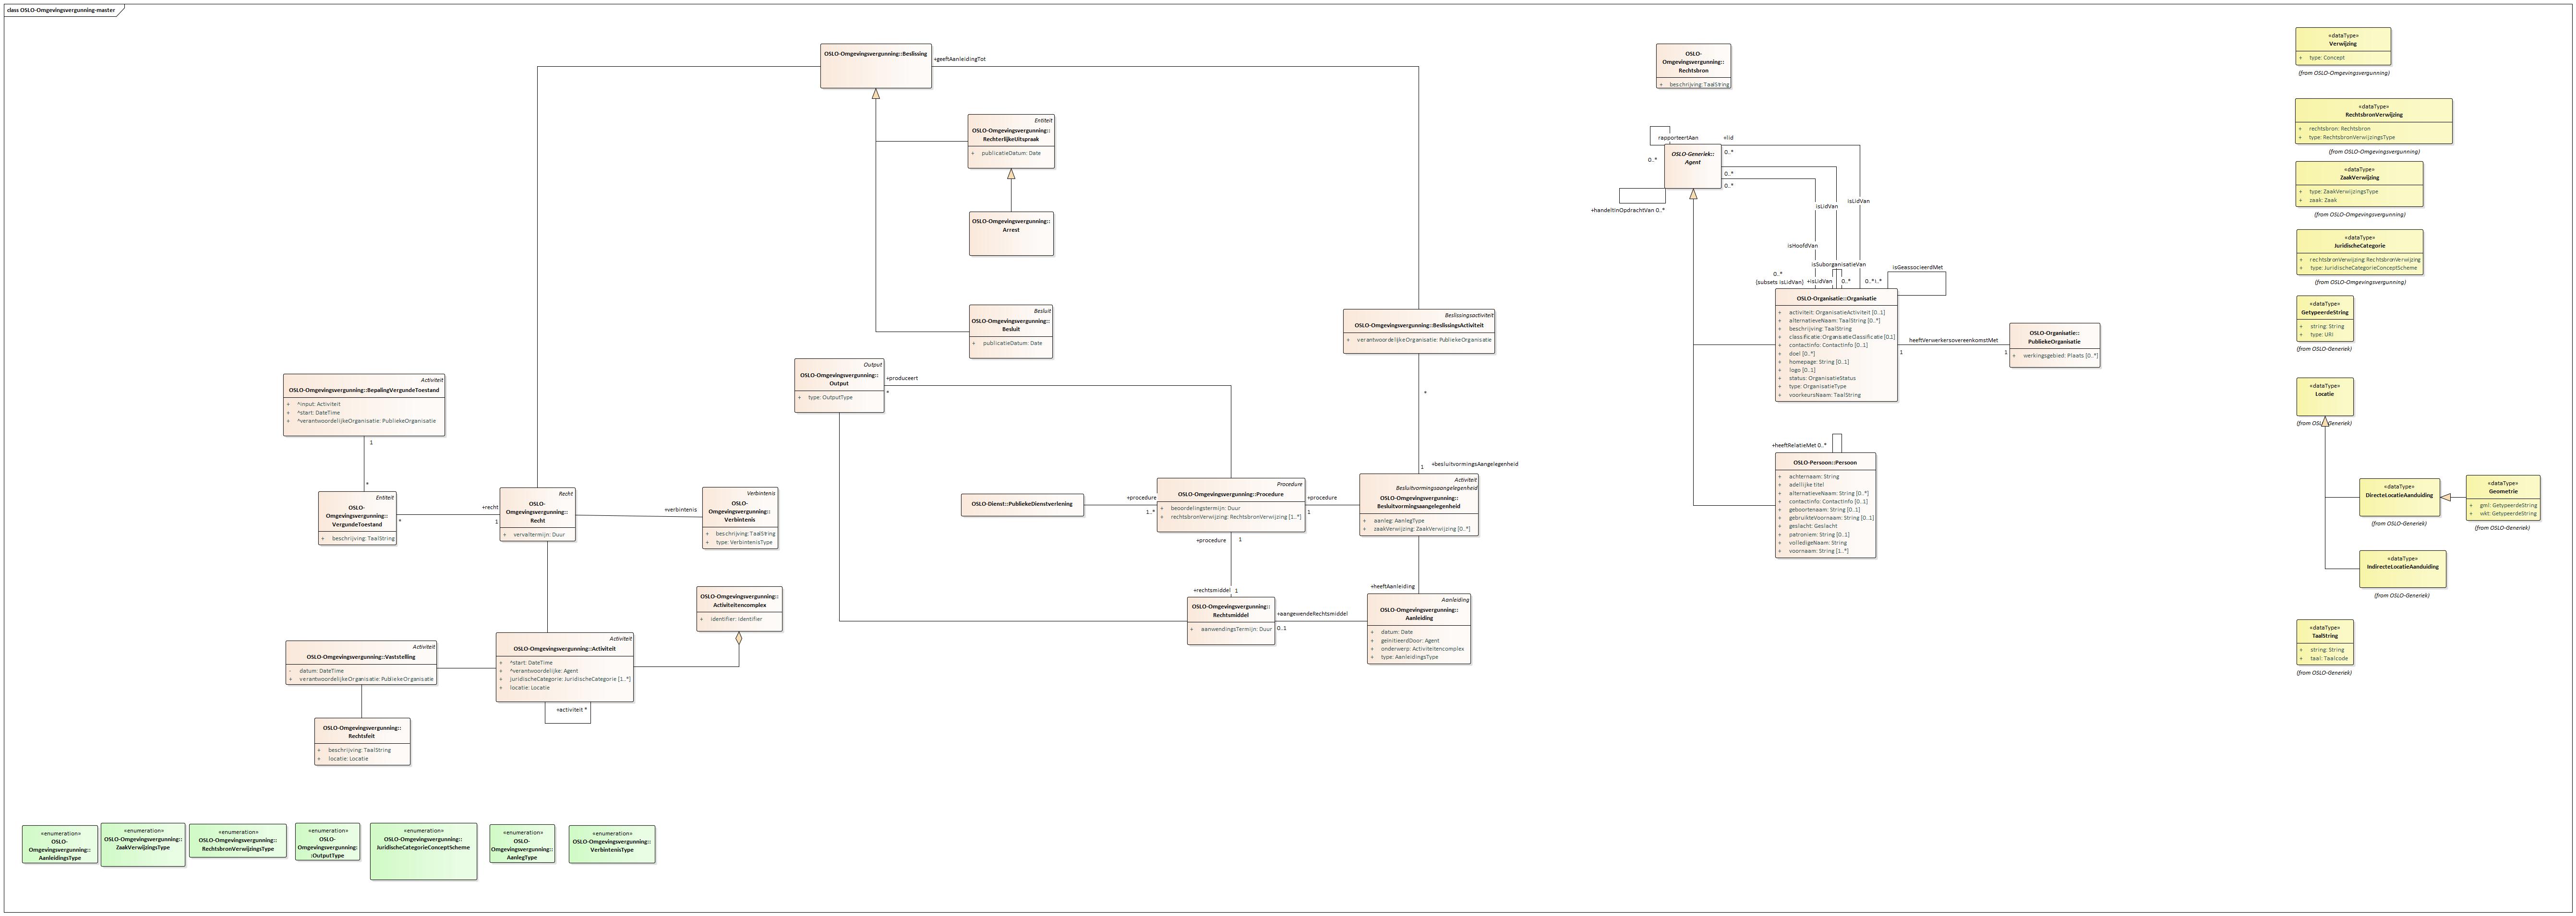 class OSLO-Omgevingsvergunning-master
OSLO-Omgevingsvergunning::Beslissing
+geeftAanleidingTot
Entiteit
OSLO-Omgevingsvergunning::
RechterlijkeUitspraak
+ publicatieDatum: Date
OSLO-Omgevingsvergunning::
Arrest
Besluit
OSLO-Omgevingsvergunning::
Besluit
+ publicatieDatum: Date
Beslissingsactiviteit
OSLO-Omgevingsvergunning::BeslissingsActiviteit
+ verantwoordelijkeOrganisatie: PubliekeOrganisatie
*
1
+besluitvormingsAangelegenheid
Output
OSLO-Omgevingsvergunning::
Output
+ type: OutputType
+produceert
*
Activiteit
OSLO-Omgevingsvergunning::BepalingVergundeToestand
+ ^input: Activiteit
+ ^start: DateTime
+ ^verantwoordelijkeOrganisatie: PubliekeOrganisatie
1
*
Entiteit
OSLO-
Omgevingsvergunning::
VergundeToestand
+ beschrijving: TaalString
+recht
*
1
Recht
OSLO-
Omgevingsvergunning::
Recht
+ vervaltermijn: Duur
+verbintenis
Verbintenis
OSLO-
Omgevingsvergunning::
Verbintenis
+ beschrijving: TaalString
+ type: VerbintenisType
OSLO-Dienst::PubliekeDienstverlening
+procedure
1..*
Procedure
OSLO-Omgevingsvergunning::Procedure
+ beoordelingstermijn: Duur
+ rechtsbronVerwijzing: RechtsbronVerwijzing [1..*]
+procedure
1
Activiteit
Besluitvormingsaangelegenheid
OSLO-Omgevingsvergunning::
Besluitvormingsaangelegenheid
+ aanleg: AanlegType
+ zaakVerwijzing: ZaakVerwijzing [0..*]
+procedure
1
+rechtsmiddel
1
OSLO-Omgevingsvergunning::
Rechtsmiddel
+ aanwendingsTermijn: Duur
+aangewendeRechtsmiddel
0..1
+heeftAanleiding
Aanleiding
OSLO-Omgevingsvergunning::
Aanleiding
+ datum: Date
+ geinitieerdDoor: Agent
+ onderwerp: Activiteitencomplex
+ type: AanleidingsType
OSLO-Omgevingsvergunning::
Activiteitencomplex
+ identifier: Identifier
Activiteit
OSLO-Omgevingsvergunning::Vaststelling
- datum: DateTime
+ verantwoordelijkeOrganisatie: PubliekeOrganisatie
Activiteit
OSLO-Omgevingsvergunning::Activiteit
+ ^start: DateTime
+ ^verantwoordelijke: Agent
+ juridischeCategorie: JuridischeCategorie [1..*]
+ locatie: Locatie
+activiteit *
OSLO-Omgevingsvergunning::
Rechtsfeit
+ beschrijving: TaalString
+ locatie: Locatie
«enumeration»
OSLO-
Omgevingsvergunning::
AanleidingsType
«enumeration»
OSLO-Omgevingsvergunning::
ZaakVerwijzingsType
«enumeration»
OSLO-Omgevingsvergunning::
RechtsbronVerwijzingsType
«enumeration»
OSLO-
Omgevingsvergunning:
:OutputType
«enumeration»
OSLO-Omgevingsvergunning::
JuridischeCategorieConceptScheme
«enumeration»
OSLO-
Omgevingsvergunning::
AanlegType
«enumeration»
OSLO-Omgevingsvergunning::
VerbintenisType
OSLO-
Omgevingsvergunning::
Rechtsbron
+ beschrijving: TaalString
rapporteertAan
0..*
+lid
0..*
OSLO-Generiek::
Agent
0..*
0..*
+handeltInOpdrachtVan 0..*
isLidVan
isLidVan
isHoofdVan
isSuborganisatieVan
isGeassocieerdMet
0..*
{subsets isLidVan}
+isLidVan
0..*
OSLO-Organisatie::Organisatie
+ activiteit: OrganisatieActiviteit [0..1]
+ alternatieveNaam: TaalString [0..*]
+ beschrijving: TaalString
+ classificatie: OrganisatieClassificatie [0.1]
+ contactinfo: ContactInfo [0..1]
+ doel [0..*]
+ homepage: String [0..1]
+ logo [0..1]
+ status: OrganisatieStatus
+ type: OrganisatieType
+ voorkeursNaam: TaalString
heeftVerwerkersovereenkomstMet
1
1
OSLO-Organisatie::
PubliekeOrganisatie
+ werkingsgebied: Plaats [0..*]
+heeftRelatieMet 0..*
OSLO-Persoon::Persoon
+ achternaam: String
+ adellijke titel
+ alternatieveNaam: String [0..*]
+ contactinfo: ContactInfo [0..1]
+ geboortenaam: String [0..1]
+ gebruikteVoornaam: String [0..1]
+ geslacht: Geslacht
+ patroniem: String [0..1]
+ volledigeNaam: String
+ voornaam: String [1..*]
«dataType»
Verwijzing
+ type: Concept
(from OSLO-Omgevingsvergunning)
«dataType»
RechtsbronVerwijzing
+ rechtsbron: Rechtsbron
+ type: RechtsbronVerwijzingsType
(from OSLO-Omgevingsvergunning)
«dataType»
ZaakVerwijzing
+ type: ZaakVerwijzingsType
+ zaak: Zaak
(from OSLO-Omgevingsvergunning)
«dataType»
JuridischeCategorie
+ rechtsbronVerwijzing: RechtsbronVerwijzing
+ type: JuridischeCategorieConceptScheme
(from OSLO-Omgevingsvergunning)
«dataType»
GetypeerdeString
+ string: String
+ type: URI
(from OSLO-Generiek)
«dataType»
Locatie
(from OSLO-Generiek)
«dataType»
DirecteLocatieAanduiding
(from OSLO-Generiek)
«dataType»
Geometrie
+ gml: GetypeerdeString
+ wkt: GetypeerdeString
(from OSLO-Generiek)
«dataType»
IndirecteLocatieAanduiding
(from OSLO-Generiek)
«dataType»
TaalString
+ string: String
+ taal: Taalcode
(from OSLO-Generiek)